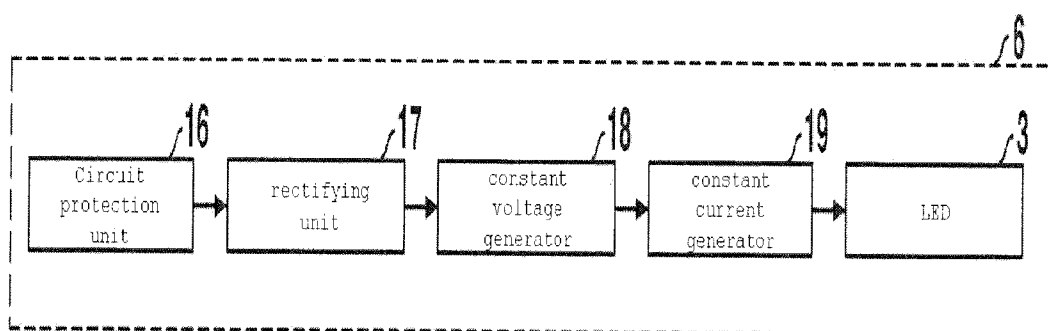 6
16
17
18
19
3
Circuit
protection
unit
rectifying
unit
constant
voltage
generator
constant
current
generator
LED